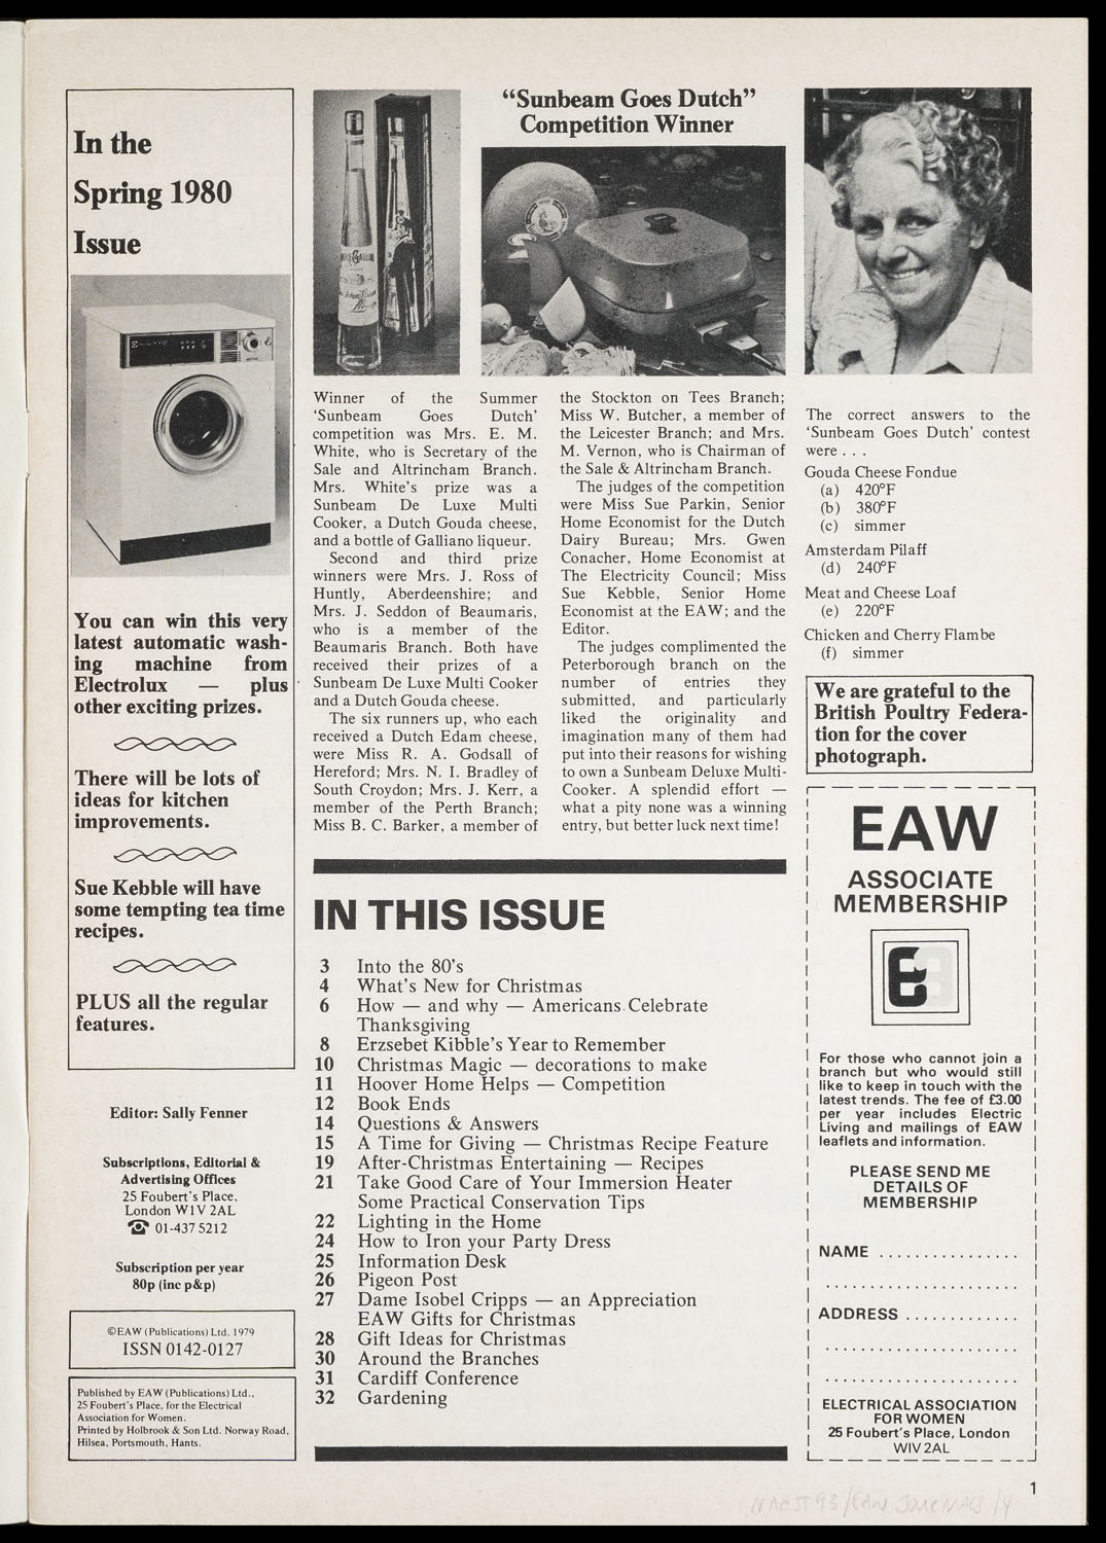 In the
Spring 1980
Issue
You can win this very
latest automatic wash-
ing machine from
Electrolux — plus
other exciting prizes.
There will be lots of
ideas for kitchen
improvements.
Sue Kebble will have
some tempting tea time
recipes.
PLUS all the regular
features.
Editor: Sally Fenner
Subscriptions, Editorial &
Advertising Offices
25 Foubert's Place,
London W1V 2AL
☎ 01-437 5212
Subscription per year
80p (inc p&p)
©EAW (Publications) Ltd. 1979
ISSN 0142-0127
Published by EAW (Publications) Ltd.,
25 Foubert's Place, for the Electrical
Association for Women.
Printed by Holbrook & Son Ltd. Norway Road,
Hilsea, Portsmouth, Hants.
“Sunbeam Goes Dutch”
Competition Winner
Winner of the Summer
‘Sunbeam Goes Dutch’
competition was Mrs. E. M.
White, who is Secretary of the
Sale and Altrincham Branch.
Mrs. White's prize was a
Sunbeam De Luxe Multi
Cooker, a Dutch Gouda cheese,
and a bottle of Galliano liqueur.
Second and third prize
winners were Mrs. J. Ross of
Huntly, Aberdeenshire; and
Mrs. J. Seddon of Beaumaris,
who is a member of the
Beaumaris Branch. Both have
received their prizes of a
Sunbeam De Luxe Multi Cooker
and a Dutch Gouda cheese.
The six runners up, who each
received a Dutch Edam cheese,
were Miss R. A. Godsall of
Hereford; Mrs. N. I. Bradley of
South Croydon; Mrs. J. Kerr, a
member of the Perth Branch;
Miss B. C. Barker, a member of
the Stockton on Tees Branch;
Miss W. Butcher, a member of
the Leicester Branch; and Mrs.
M. Vernon, who is Chairman of
the Sale & Altrincham Branch.
The judges of the competition
were Miss Sue Parkin, Senior
Home Economist for the Dutch
Dairy Bureau; Mrs. Gwen
Conacher, Home Economist at
The Electricity Council; Miss
Sue Kebble, Senior Home
Economist at the EAW; and the
Editor.
The judges complimented the
Peterborough branch on the
number of entries they
submitted, and particularly
liked the originality and
imagination many of them had
put into their reasons for wishing
to own a Sunbeam Deluxe Multi-
Cooker. A splendid effort —
what a pity none was a winning
entry, but better luck next time!
The correct answers to the
‘Sunbeam Goes Dutch’ contest
were . . .
Gouda Cheese Fondue
(a) 420°F
(b) 380°F
(c) simmer
Amsterdam Pilaff
(d) 240°F
Meat and Cheese Loaf
(e) 220°F
Chicken and Cherry Flambe
(f) simmer
We are grateful to the
British Poultry Federa-
tion for the cover
photograph.
IN THIS ISSUE
3 Into the 80's
4 What's New for Christmas
6 How — and why — Americans Celebrate
Thanksgiving
8 Erzsebet Kibble's Year to Remember
10 Christmas Magic — decorations to make
11 Hoover Home Helps — Competition
12 Book Ends
14 Questions & Answers
15 A Time for Giving — Christmas Recipe Feature
19 After-Christmas Entertaining — Recipes
21 Take Good Care of Your Immersion Heater
Some Practical Conservation Tips
22 Lighting in the Home
24 How to Iron your Party Dress
25 Information Desk
26 Pigeon Post
27 Dame Isobel Cripps — an Appreciation
EAW Gifts for Christmas
28 Gift Ideas for Christmas
30 Around the Branches
31 Cardiff Conference
32 Gardening
EAW
ASSOCIATE
MEMBERSHIP
For those who cannot join a
branch but who would still
like to keep in touch with the
latest trends. The fee of £3.00
per year includes Electric
Living and mailings of EAW
leaflets and information.
PLEASE SEND ME
DETAILS OF
MEMBERSHIP
NAME ................
......................
ADDRESS .............
......................
......................
ELECTRICAL ASSOCIATION
FOR WOMEN
25 Foubert's Place, London
WIV 2AL
1
NAEST 93/EAW JOURNALS/4